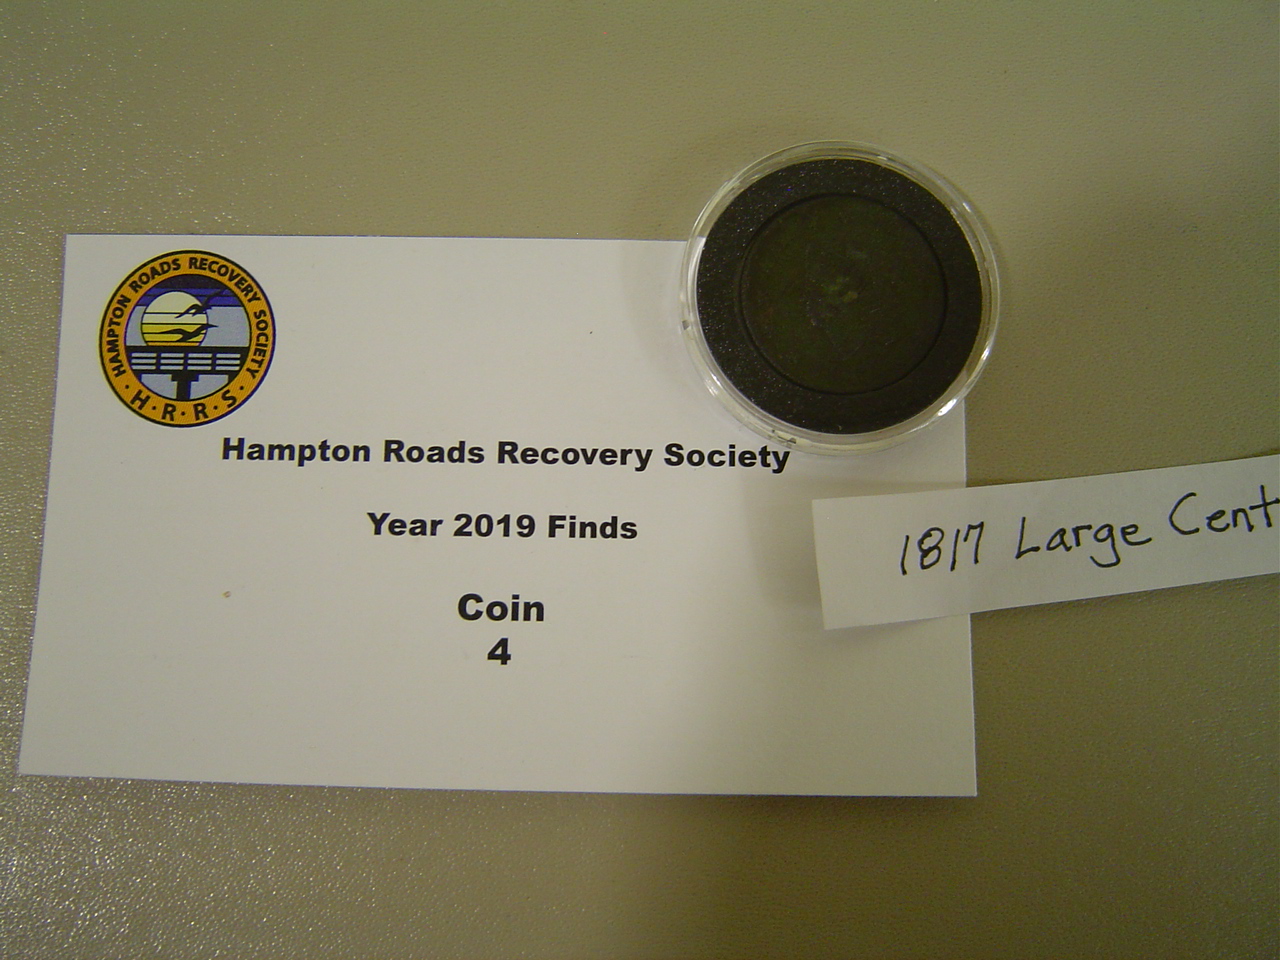 HAMPTON ROADS RECOVERY SOCIETY
· H · R · R · S ·
Hampton Roads Recovery Society
Year 2019 Finds
Coin
4
1817 Large Cent